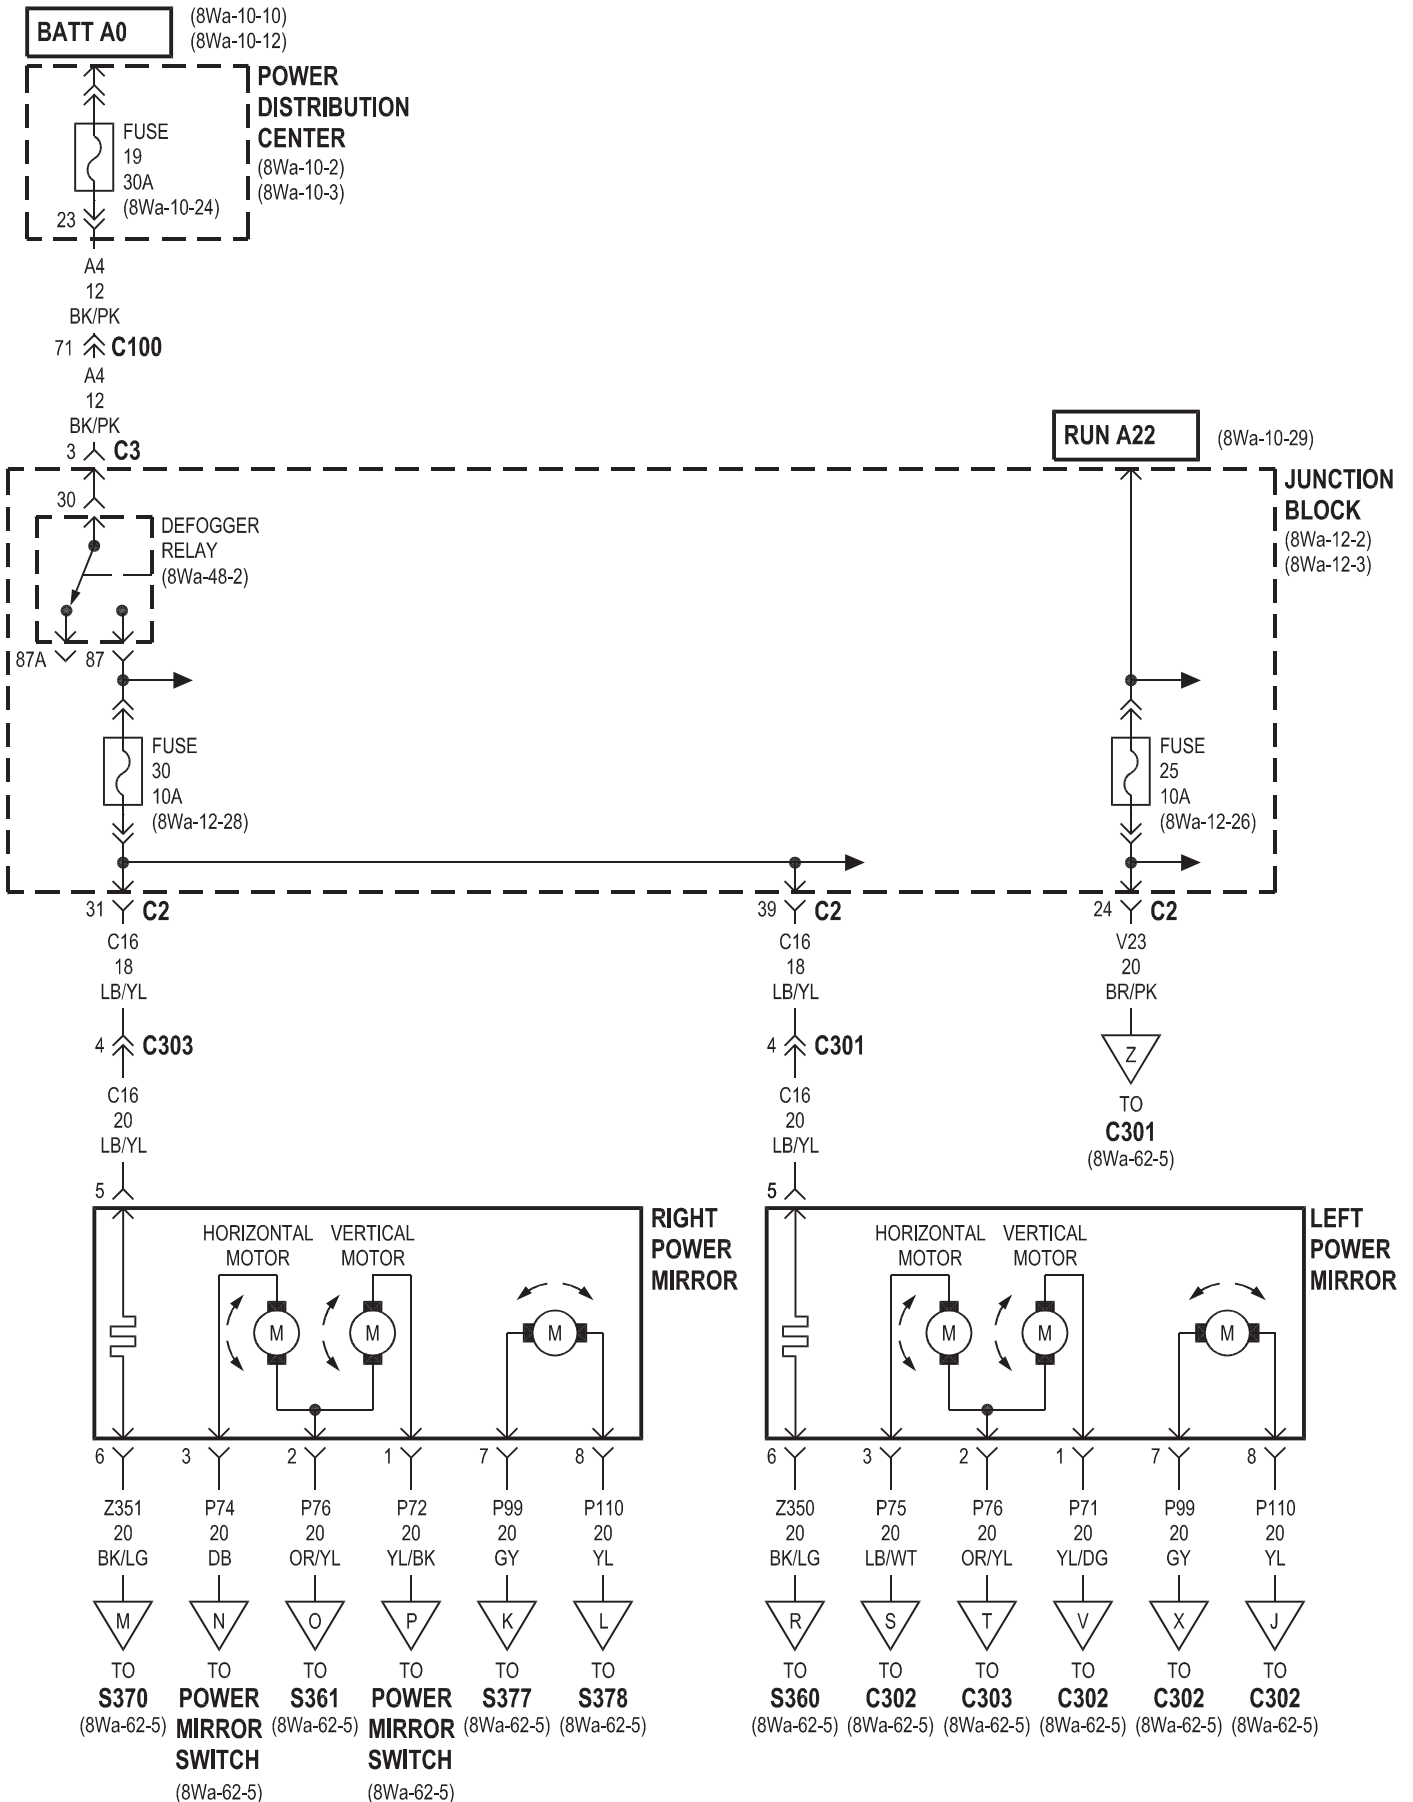 BATT A0
(8Wa-10-10)
(8Wa-10-12)
POWER
DISTRIBUTION
CENTER
(8Wa-10-2)
(8Wa-10-3)
FUSE
19
30A
(8Wa-10-24)
23
A4
12
BK/PK
71 C100
A4
12
BK/PK
3 C3
RUN A22
(8Wa-10-29)
JUNCTION
BLOCK
(8Wa-12-2)
(8Wa-12-3)
30
DEFOGGER
RELAY
(8Wa-48-2)
87A 87
FUSE
30
10A
(8Wa-12-28)
FUSE
25
10A
(8Wa-12-26)
31 C2
39 C2
24 C2
C16
18
LB/YL
C16
18
LB/YL
V23
20
BR/PK
4 C303
4 C301
Z
TO
C301
(8Wa-62-5)
C16
20
LB/YL
C16
20
LB/YL
5
5
RIGHT
POWER
MIRROR
HORIZONTAL
MOTOR
VERTICAL
MOTOR
M M M
LEFT
POWER
MIRROR
HORIZONTAL
MOTOR
VERTICAL
MOTOR
M M M
6 3 2 1 7 8 6 3 2 1 7 8
Z351 P74 P76 P72 P99 P110 Z350 P75 P76 P71 P99 P110
20 20 20 20 20 20 20 20 20 20 20 20
BK/LG DB OR/YL YL/BK GY YL BK/LG LB/WT OR/YL YL/DG GY YL
M N O P K L R S T V X J
TO TO TO TO TO TO TO TO TO TO TO TO
S370 POWER S361 POWER S377 S378 S360 C302 C303 C302 C302 C302
(8Wa-62-5) MIRROR (8Wa-62-5) MIRROR (8Wa-62-5) (8Wa-62-5) (8Wa-62-5) (8Wa-62-5) (8Wa-62-5) (8Wa-62-5) (8Wa-62-5) (8Wa-62-5)
SWITCH SWITCH
(8Wa-62-5) (8Wa-62-5)